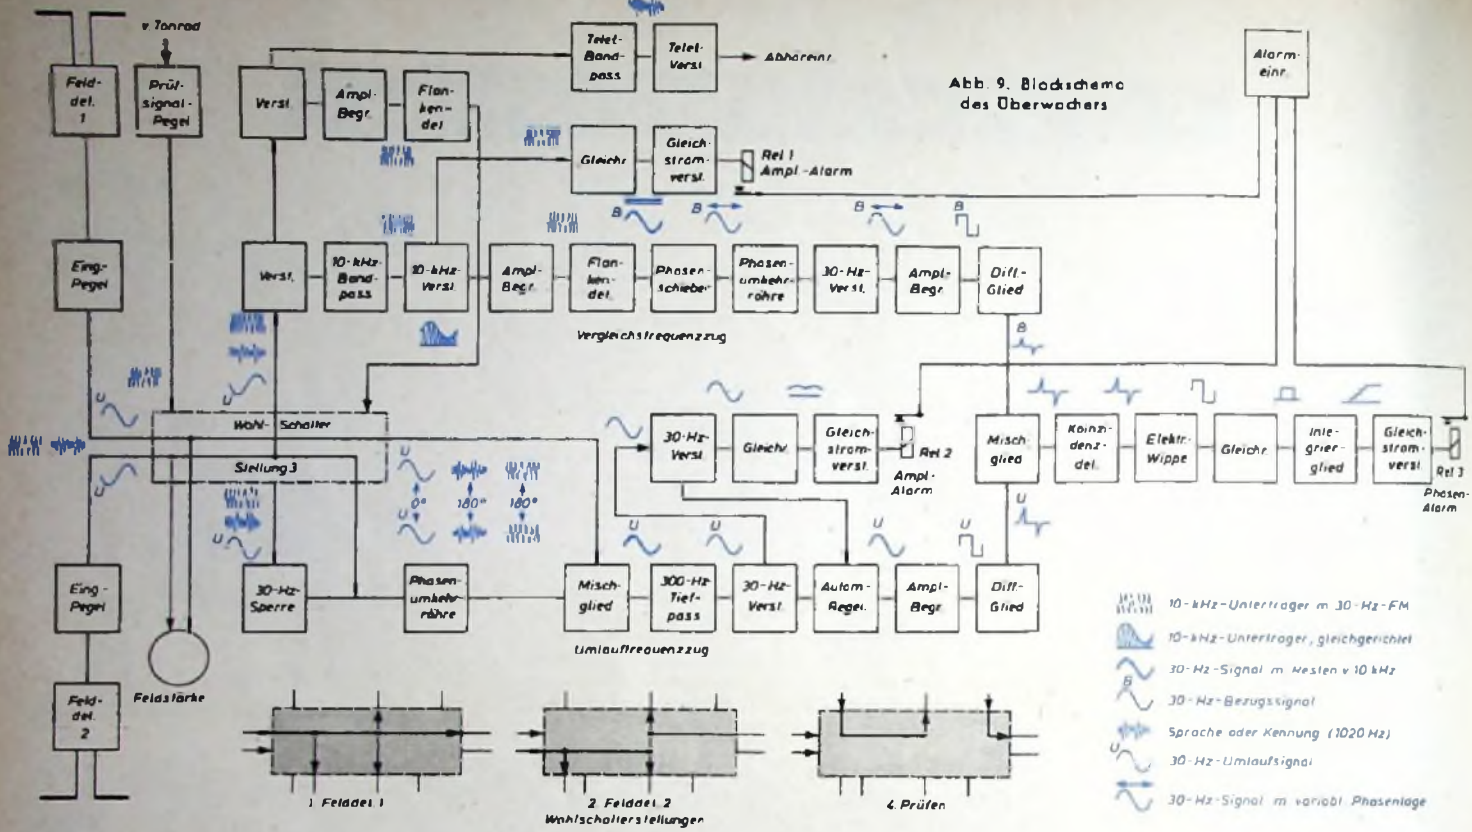 v. Tonrad
Feld-
det.
1
Prüf-
signal-
Pegel
Verst.
Ampl-
Begr.
Flan-
ken-
det.
Telef.-
Band-
pass
Telef.-
Verst.
Abhöreinr.
Abb. 9. Blockschema
des Überwachers
Alarm-
einr.
Gleichr.
Gleich-
strom-
verst.
Rel 1
Ampl.-Alarm
B
B
B
B
Eing-
Pegel
Verst.
10-kHz-
Band-
pass
10-kHz-
Verst.
Ampl-
Begr.
Flan-
ken-
det.
Phasen-
schieber
Phasen-
umkehr-
röhre
30-Hz-
Verst.
Ampl-
Begr.
Diff.-
Glied
Vergleichsfrequenzzug
B
U
U
Wahl-Schalter
Stellung 3
U
U
U
0°
180°
180°
U
30-Hz-
Verst.
Gleichr.
Gleich-
strom-
verst.
Rel 2
Ampl.-
Alarm
Misch-
glied
Koinzi-
denz-
det.
Elektr.
Wippe
Gleichr.
Inte-
grier-
glied
Gleich-
strom-
verst.
Rel 3
Phasen-
Alarm
U
U
U
U
U
Eing-
Pegel
30-Hz-
Sperre
Phasen-
umkehr-
röhre
Misch-
glied
300-Hz-
Tief-
pass
30-Hz-
Verst.
Autom-
Regel.
Ampl-
Begr.
Diff-
Glied
Umlauffrequenzzug
Feldstärke
Feld-
det.
2
1. Felddet. 1
2. Felddet. 2
4. Prüfen
Wahlschalterstellungen
10-kHz-Unterträger m. 30-Hz-FM
10-kHz-Unterträger, gleichgerichtet
30-Hz-Signal m. Resten v. 10 kHz
B
30-Hz-Bezugssignal
Sprache oder Kennung (1020 Hz)
U
30-Hz-Umlaufsignal
30-Hz-Signal m. variabl. Phasenlage